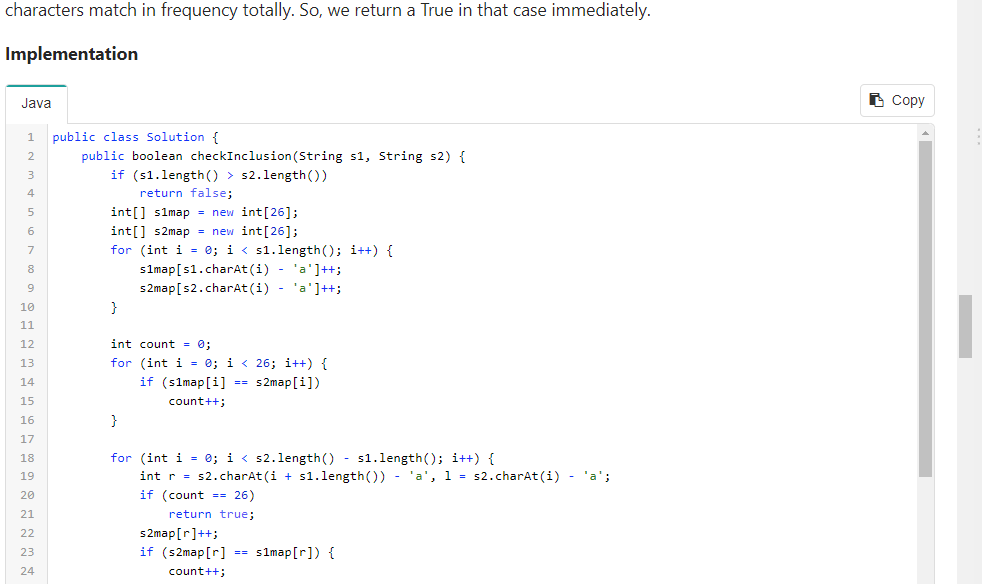 characters match in frequency totally. So, we return a True in that case immediately.
Implementation
Java
Copy
1 public class Solution {
2     public boolean checkInclusion(String s1, String s2) {
3         if (s1.length() > s2.length())
4             return false;
5         int[] s1map = new int[26];
6         int[] s2map = new int[26];
7         for (int i = 0; i < s1.length(); i++) {
8             s1map[s1.charAt(i) - 'a']++;
9             s2map[s2.charAt(i) - 'a']++;
10         }
11
12         int count = 0;
13         for (int i = 0; i < 26; i++) {
14             if (s1map[i] == s2map[i])
15                 count++;
16         }
17
18         for (int i = 0; i < s2.length() - s1.length(); i++) {
19             int r = s2.charAt(i + s1.length()) - 'a', l = s2.charAt(i) - 'a';
20             if (count == 26)
21                 return true;
22             s2map[r]++;
23             if (s2map[r] == s1map[r]) {
24                 count++;